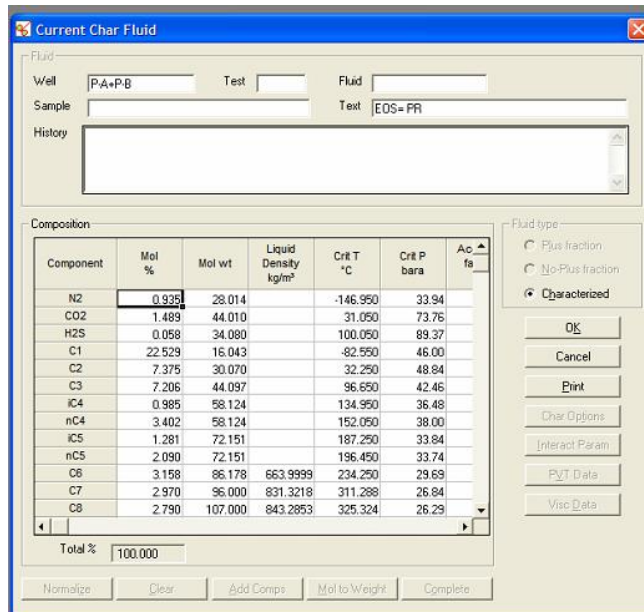 Current Char Fluid
Fluid
Well P-A+P-B Test Fluid
Sample Text EOS= PR
History
Composition
Component Mol % Mol wt Liquid Density kg/m³ Crit T °C Crit P bara Ac fa
N2 0.935 28.014 -146.950 33.94
CO2 1.489 44.010 31.050 73.76
H2S 0.058 34.080 100.050 89.37
C1 22.529 16.043 -82.550 46.00
C2 7.375 30.070 32.250 48.84
C3 7.206 44.097 96.650 42.46
iC4 0.985 58.124 134.950 36.48
nC4 3.402 58.124 152.050 38.00
iC5 1.281 72.151 187.250 33.84
nC5 2.090 72.151 196.450 33.74
C6 3.158 86.178 663.9999 234.250 29.69
C7 2.970 96.000 831.3218 311.288 26.84
C8 2.790 107.000 843.2853 325.324 26.29
Total % 100.000
Normalize Clear Add Comps Mol to Weight Complete
Fluid type
Plus fraction
No-Plus fraction
Characterized
OK
Cancel
Print
Char Options
Interact Param
PVT Data
Visc Data